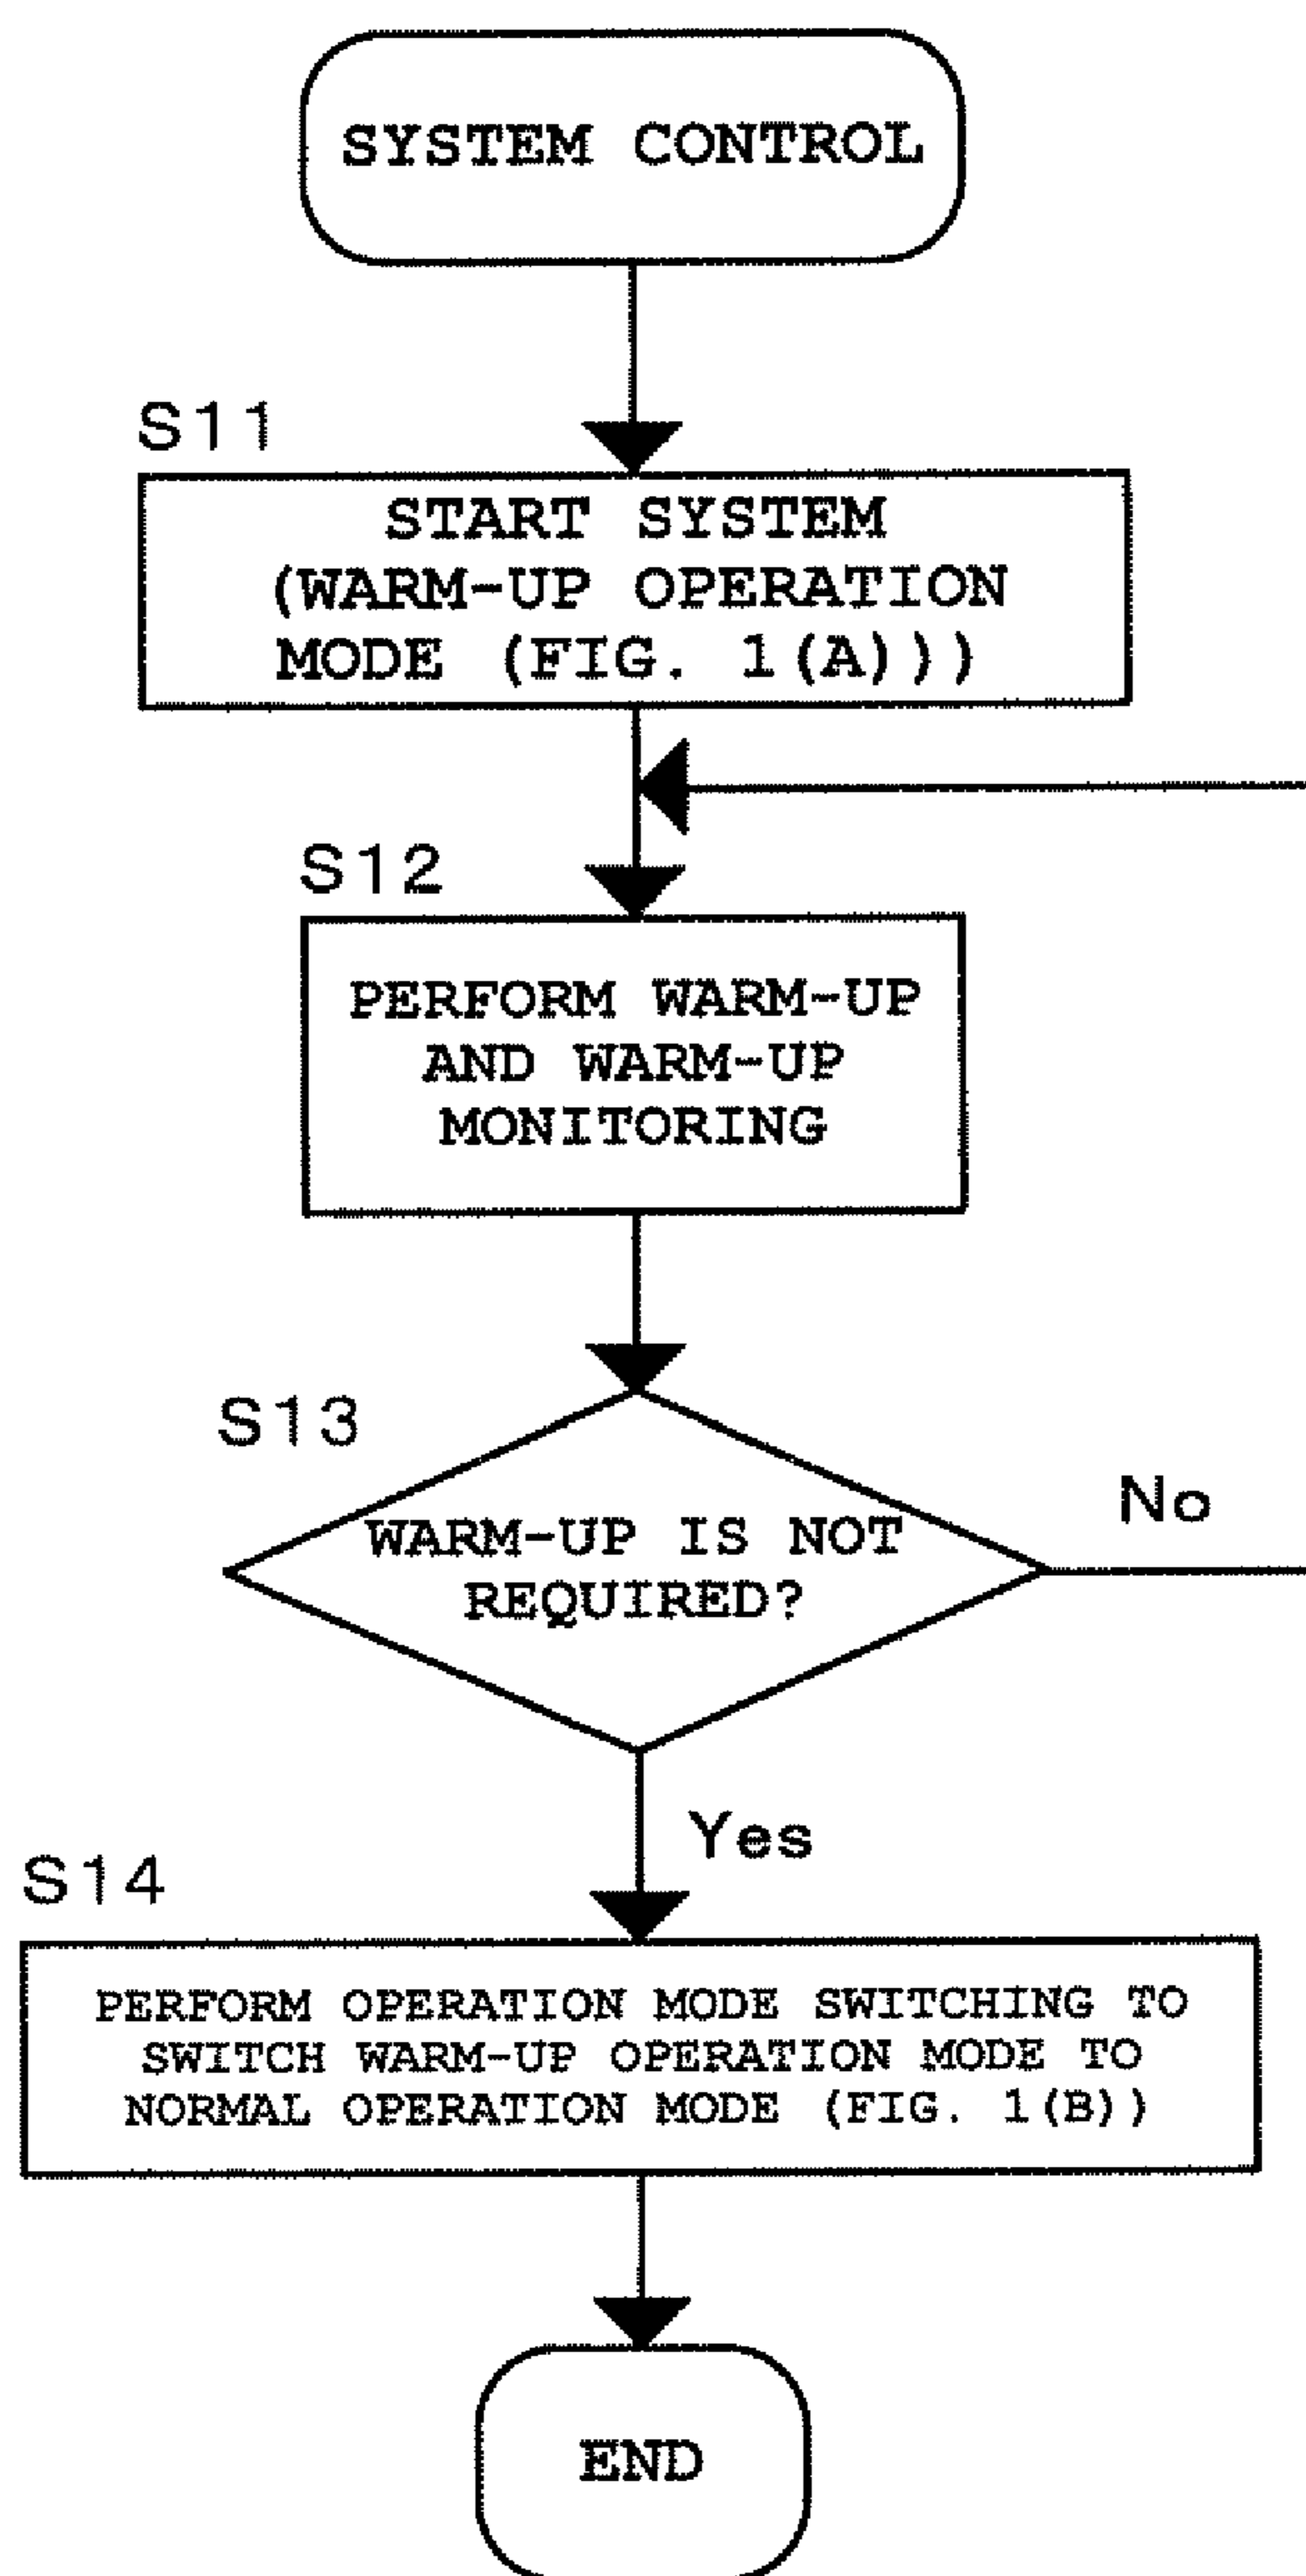 SYSTEM CONTROL
S11
START SYSTEM
(WARM-UP OPERATION
MODE (FIG. 1(A)))
S12
PERFORM WARM-UP
AND WARM-UP
MONITORING
S13
WARM-UP IS NOT
REQUIRED?
No
Yes
S14
PERFORM OPERATION MODE SWITCHING TO
SWITCH WARM-UP OPERATION MODE TO
NORMAL OPERATION MODE (FIG. 1(B))
END